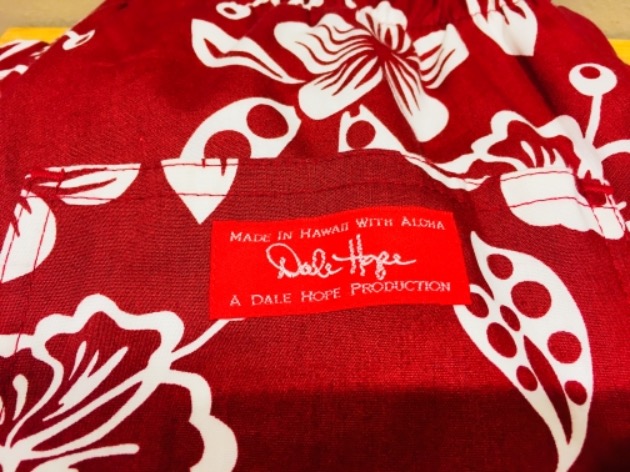 MADE IN HAWAII WITH ALOHA
Dale Hope
A DALE HOPE PRODUCTION